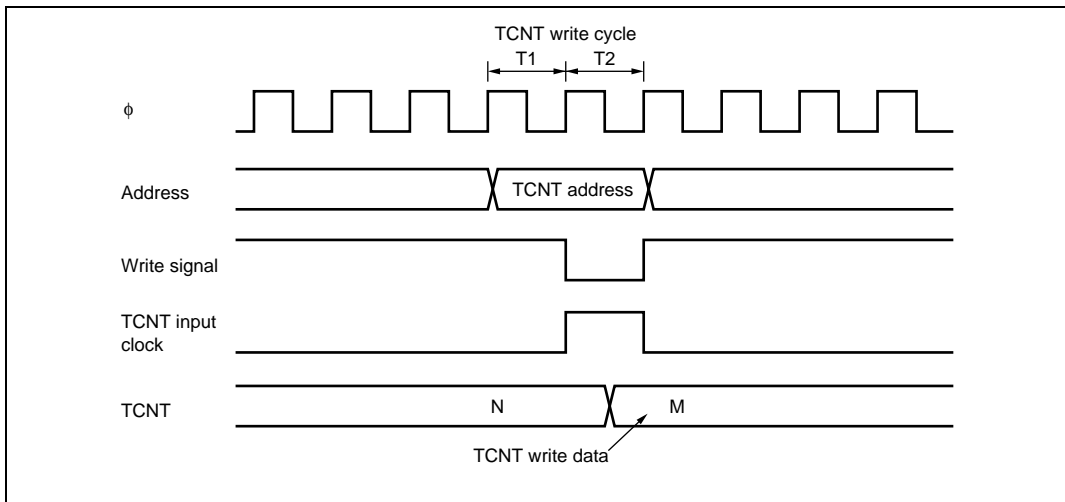 TCNT write cycle
T1 T2
ϕ
Address
TCNT address
Write signal
TCNT input
clock
TCNT
N
M
TCNT write data